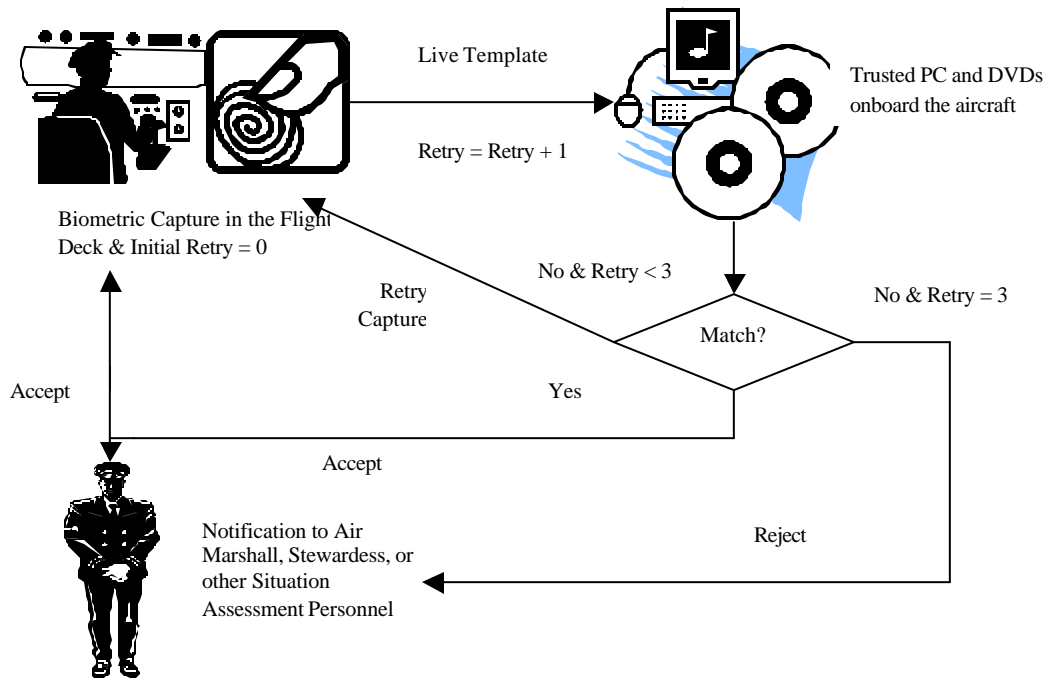 Live Template
Trusted PC and DVDs
onboard the aircraft
Retry = Retry + 1
Biometric Capture in the Flight
Deck & Initial Retry = 0
No & Retry < 3
No & Retry = 3
Retry
Capture
Match?
Accept
Yes
Accept
Notification to Air
Marshall, Stewardess, or
other Situation
Assessment Personnel
Reject